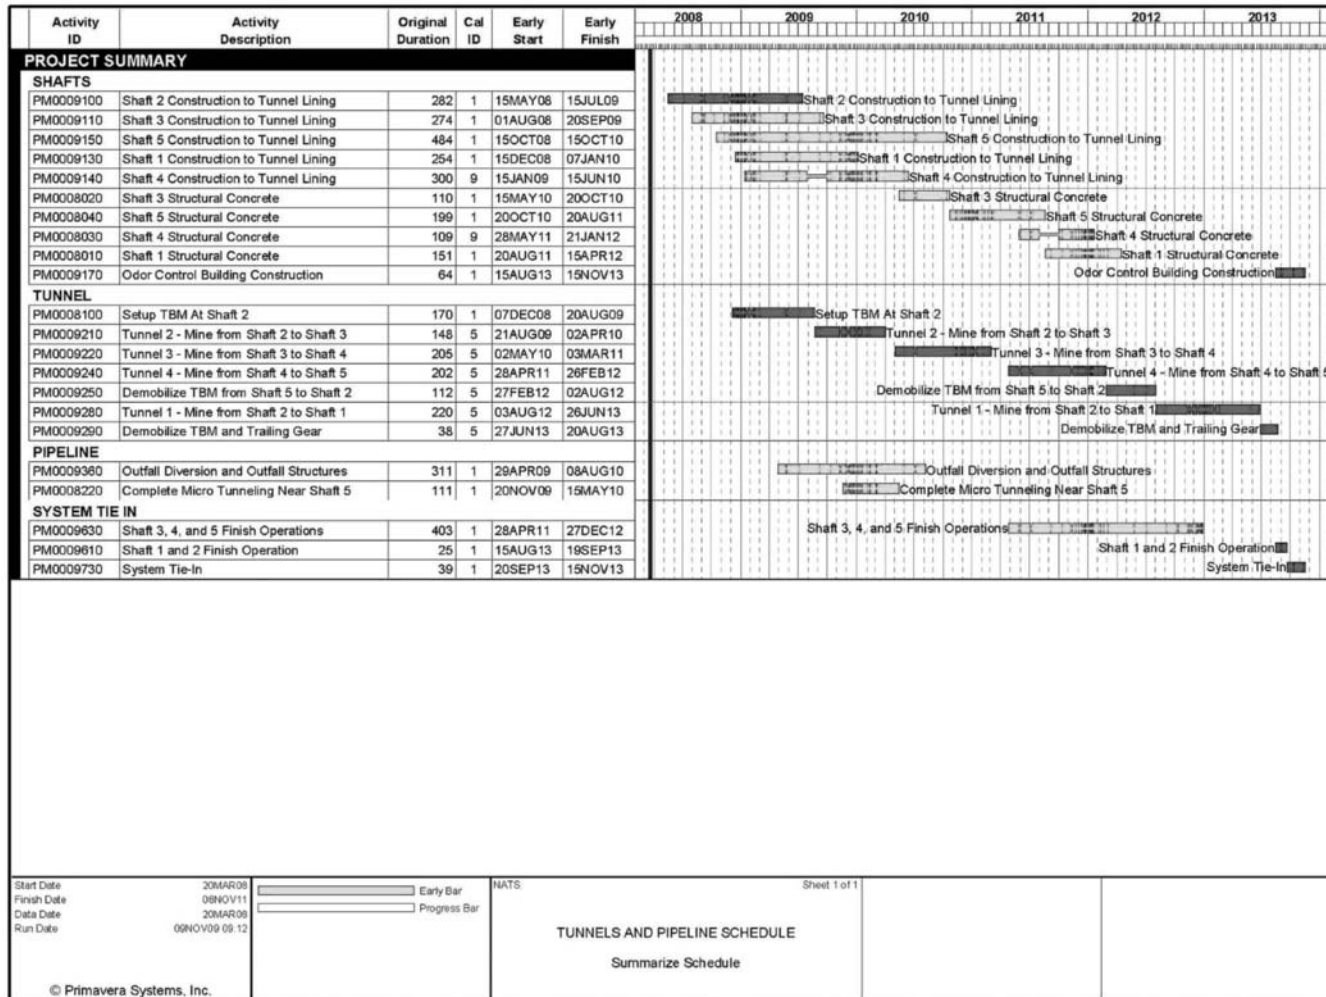 Activity ID Activity Description Original Duration Cal ID Early Start Early Finish 2008 2009 2010 2011 2012 2013
PROJECT SUMMARY
SHAFTS
PM0009100 Shaft 2 Construction to Tunnel Lining 282 1 15MAY08 15JUL09 Shaft 2 Construction to Tunnel Lining
PM0009110 Shaft 3 Construction to Tunnel Lining 274 1 01AUG08 20SEP09 Shaft 3 Construction to Tunnel Lining
PM0009150 Shaft 5 Construction to Tunnel Lining 484 1 15OCT08 15OCT10 Shaft 5 Construction to Tunnel Lining
PM0009130 Shaft 1 Construction to Tunnel Lining 254 1 15DEC08 07JAN10 Shaft 1 Construction to Tunnel Lining
PM0009140 Shaft 4 Construction to Tunnel Lining 300 9 15JAN09 15JUN10 Shaft 4 Construction to Tunnel Lining
PM0008020 Shaft 3 Structural Concrete 110 1 15MAY10 20OCT10 Shaft 3 Structural Concrete
PM0008040 Shaft 5 Structural Concrete 199 1 20OCT10 20AUG11 Shaft 5 Structural Concrete
PM0008030 Shaft 4 Structural Concrete 109 9 28MAY11 21JAN12 Shaft 4 Structural Concrete
PM0008010 Shaft 1 Structural Concrete 151 1 20AUG11 15APR12 Shaft 1 Structural Concrete
PM0009170 Odor Control Building Construction 64 1 15AUG13 15NOV13 Odor Control Building Construction
TUNNEL
PM0008100 Setup TBM At Shaft 2 170 1 07DEC08 20AUG09 Setup TBM At Shaft 2
PM0009210 Tunnel 2 - Mine from Shaft 2 to Shaft 3 148 5 21AUG09 02APR10 Tunnel 2 - Mine from Shaft 2 to Shaft 3
PM0009220 Tunnel 3 - Mine from Shaft 3 to Shaft 4 205 5 02MAY10 03MAR11 Tunnel 3 - Mine from Shaft 3 to Shaft 4
PM0009240 Tunnel 4 - Mine from Shaft 4 to Shaft 5 202 5 28APR11 26FEB12 Tunnel 4 - Mine from Shaft 4 to Shaft 5
PM0009250 Demobilize TBM from Shaft 5 to Shaft 2 112 5 27FEB12 02AUG12 Demobilize TBM from Shaft 5 to Shaft 2
PM0009280 Tunnel 1 - Mine from Shaft 2 to Shaft 1 220 5 03AUG12 26JUN13 Tunnel 1 - Mine from Shaft 2 to Shaft 1
PM0009290 Demobilize TBM and Trailing Gear 38 5 27JUN13 20AUG13 Demobilize TBM and Trailing Gear
PIPELINE
PM0009360 Outfall Diversion and Outfall Structures 311 1 29APR09 08AUG10 Outfall Diversion and Outfall Structures
PM0008220 Complete Micro Tunneling Near Shaft 5 111 1 20NOV09 15MAY10 Complete Micro Tunneling Near Shaft 5
SYSTEM TIE IN
PM0009630 Shaft 3, 4, and 5 Finish Operations 403 1 28APR11 27DEC12 Shaft 3, 4, and 5 Finish Operations
PM0009610 Shaft 1 and 2 Finish Operation 25 1 15AUG13 19SEP13 Shaft 1 and 2 Finish Operation
PM0009730 System Tie-In 39 1 20SEP13 15NOV13 System Tie-In
Start Date 20MAR08
Finish Date 08NOV11
Data Date 20MAR08
Run Date 09NOV09 09:12
© Primavera Systems, Inc.
Early Bar
Progress Bar
NATS Sheet 1 of 1
TUNNELS AND PIPELINE SCHEDULE
Summarize Schedule